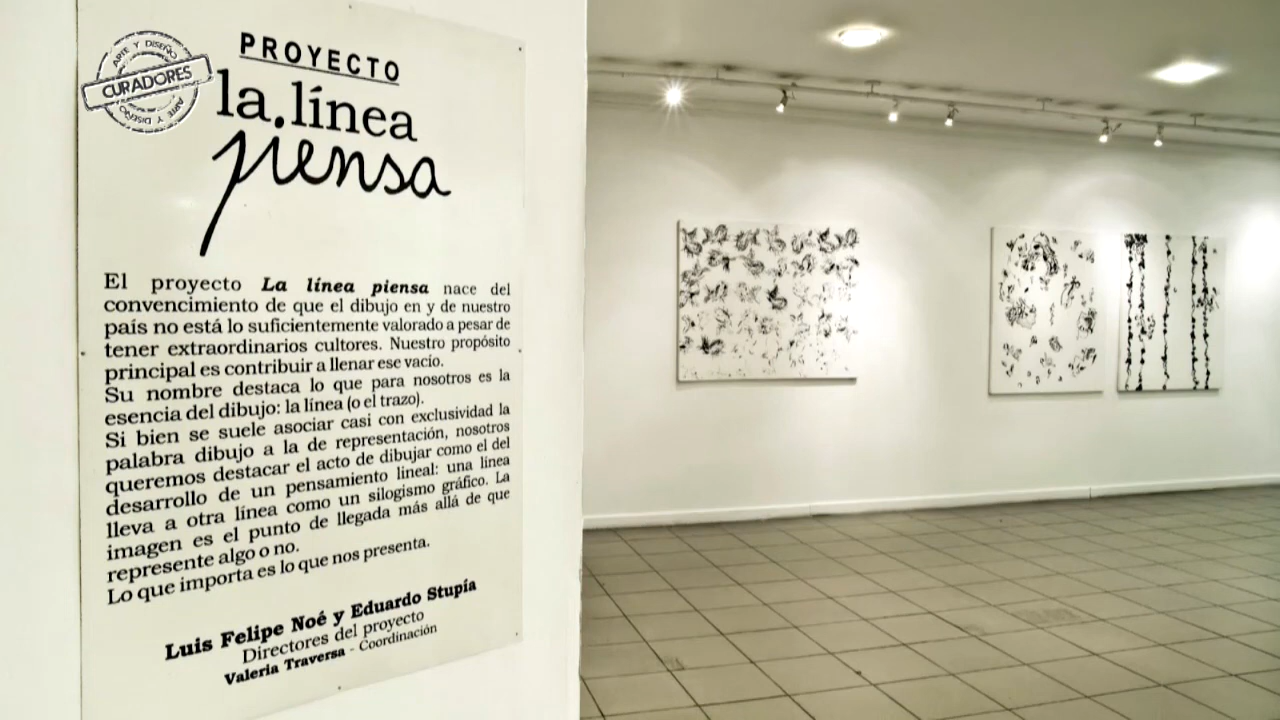 ARTE Y DISEÑO
CURADORES
ARTE Y DISEÑO
PROYECTO
la línea
piensa
El proyecto La línea piensa nace del
convencimiento de que el dibujo en y de nuestro
país no está lo suficientemente valorado a pesar de
tener extraordinarios cultores. Nuestro propósito
principal es contribuir a llenar ese vacío.
Su nombre destaca lo que para nosotros es la
esencia del dibujo: la línea (o el trazo).
Si bien se suele asociar casi con exclusividad la
palabra dibujo a la de representación, nosotros
queremos destacar el acto de dibujar como el del
desarrollo de un pensamiento lineal: una línea
lleva a otra línea como un silogismo gráfico. La
imagen es el punto de llegada más allá de que
represente algo o no.
Lo que importa es lo que nos presenta.
Luis Felipe Noé y Eduardo Stupía
Directores del proyecto
Valeria Traversa - Coordinación